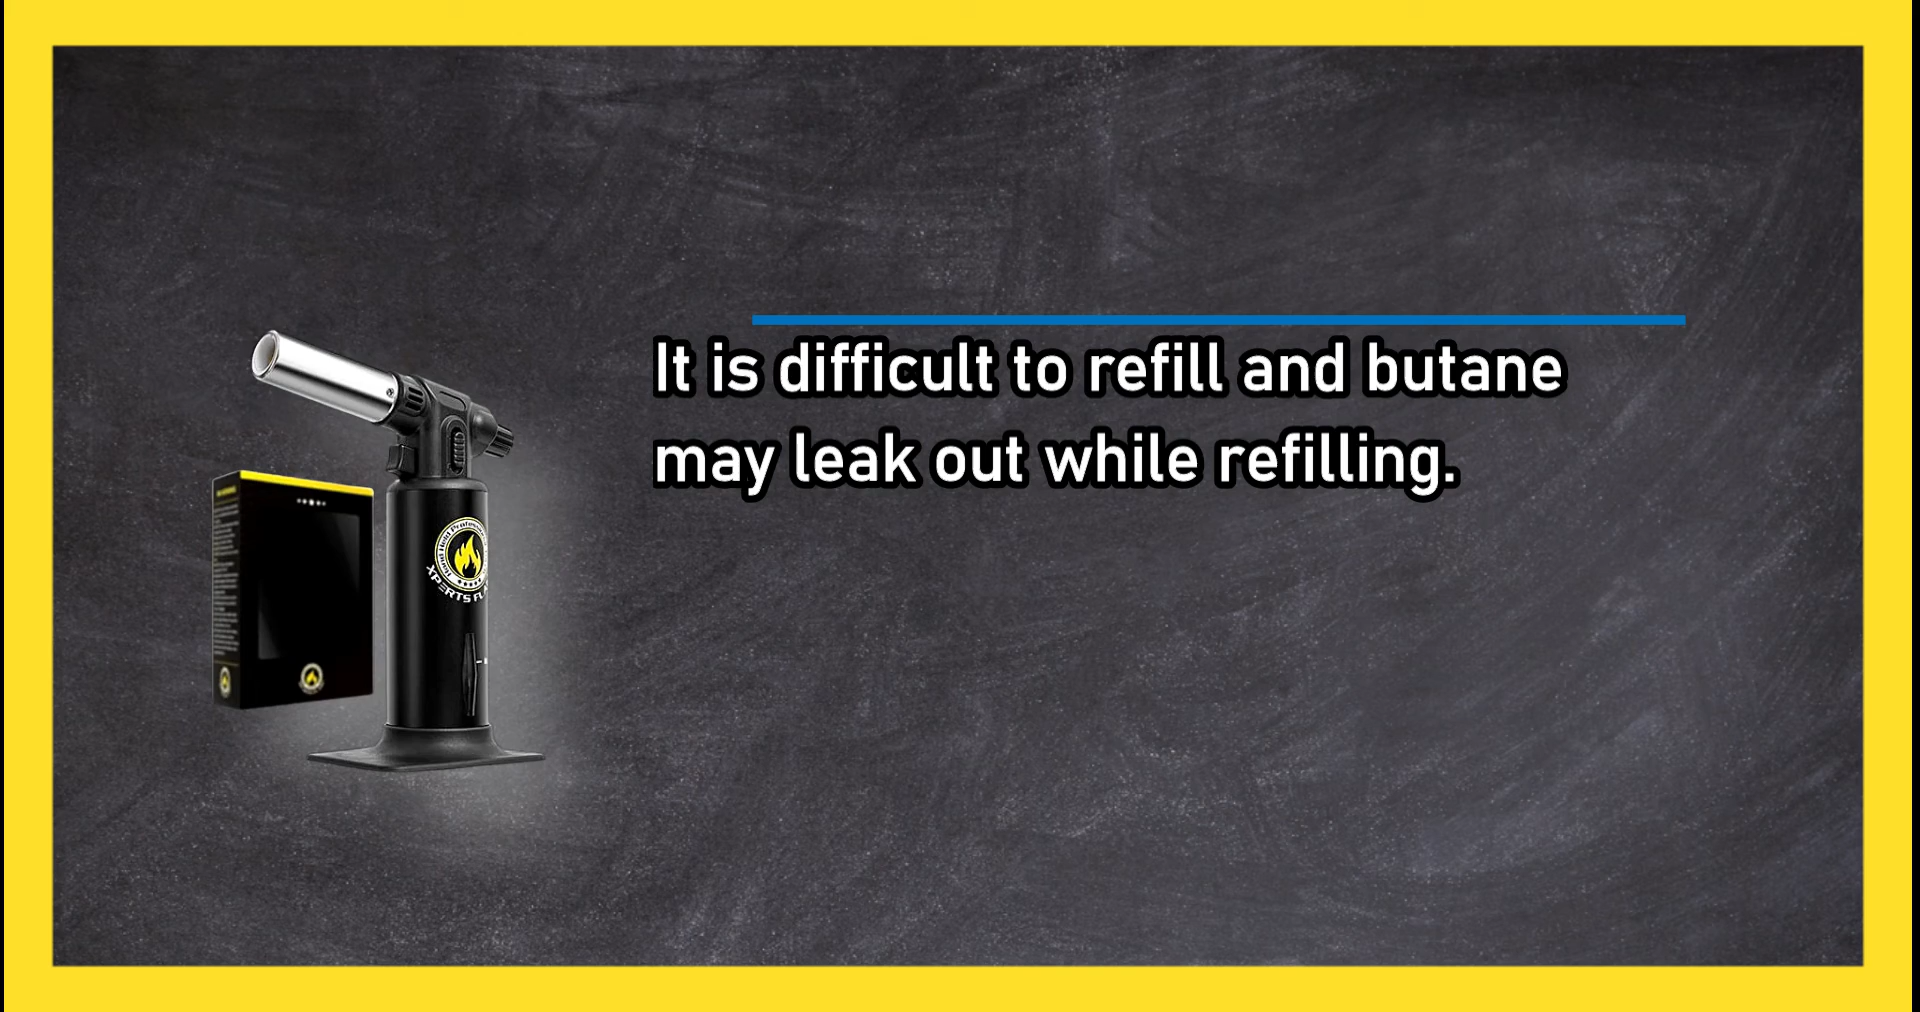 It is difficult to refill and butane
may leak out while refilling.